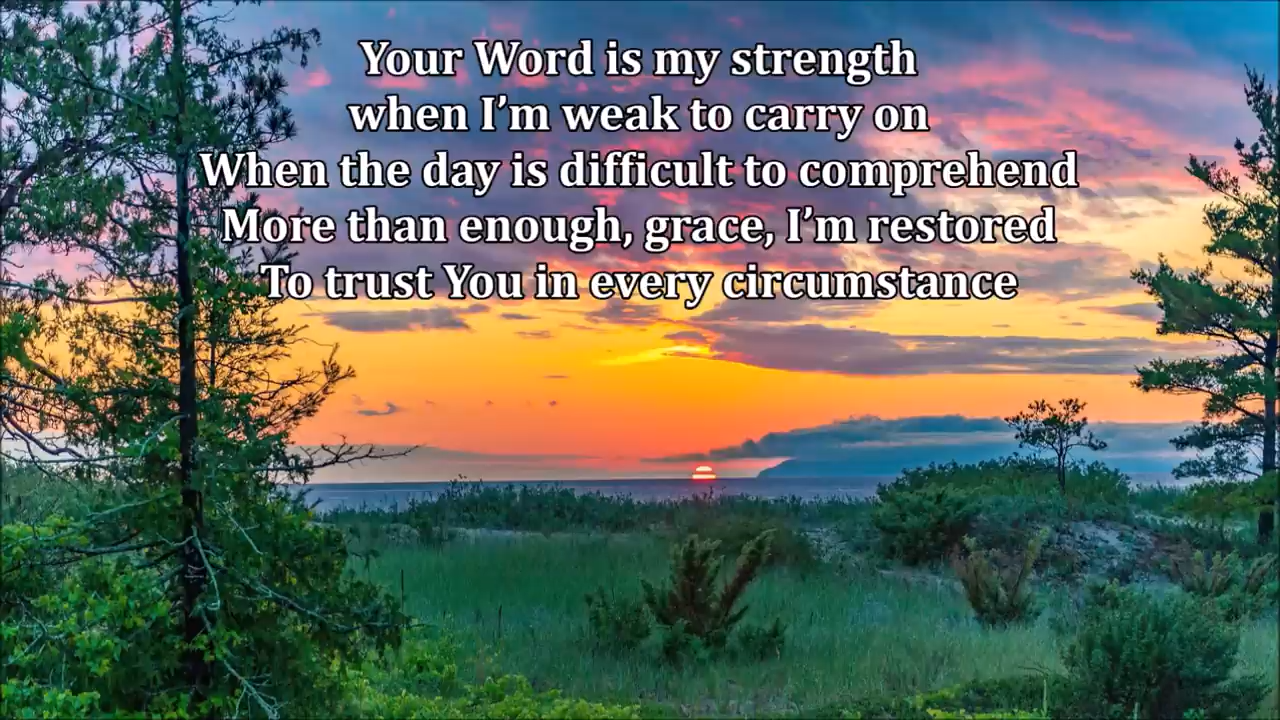 Your Word is my strength
when I’m weak to carry on
When the day is difficult to comprehend
More than enough, grace, I’m restored
To trust You in every circumstance